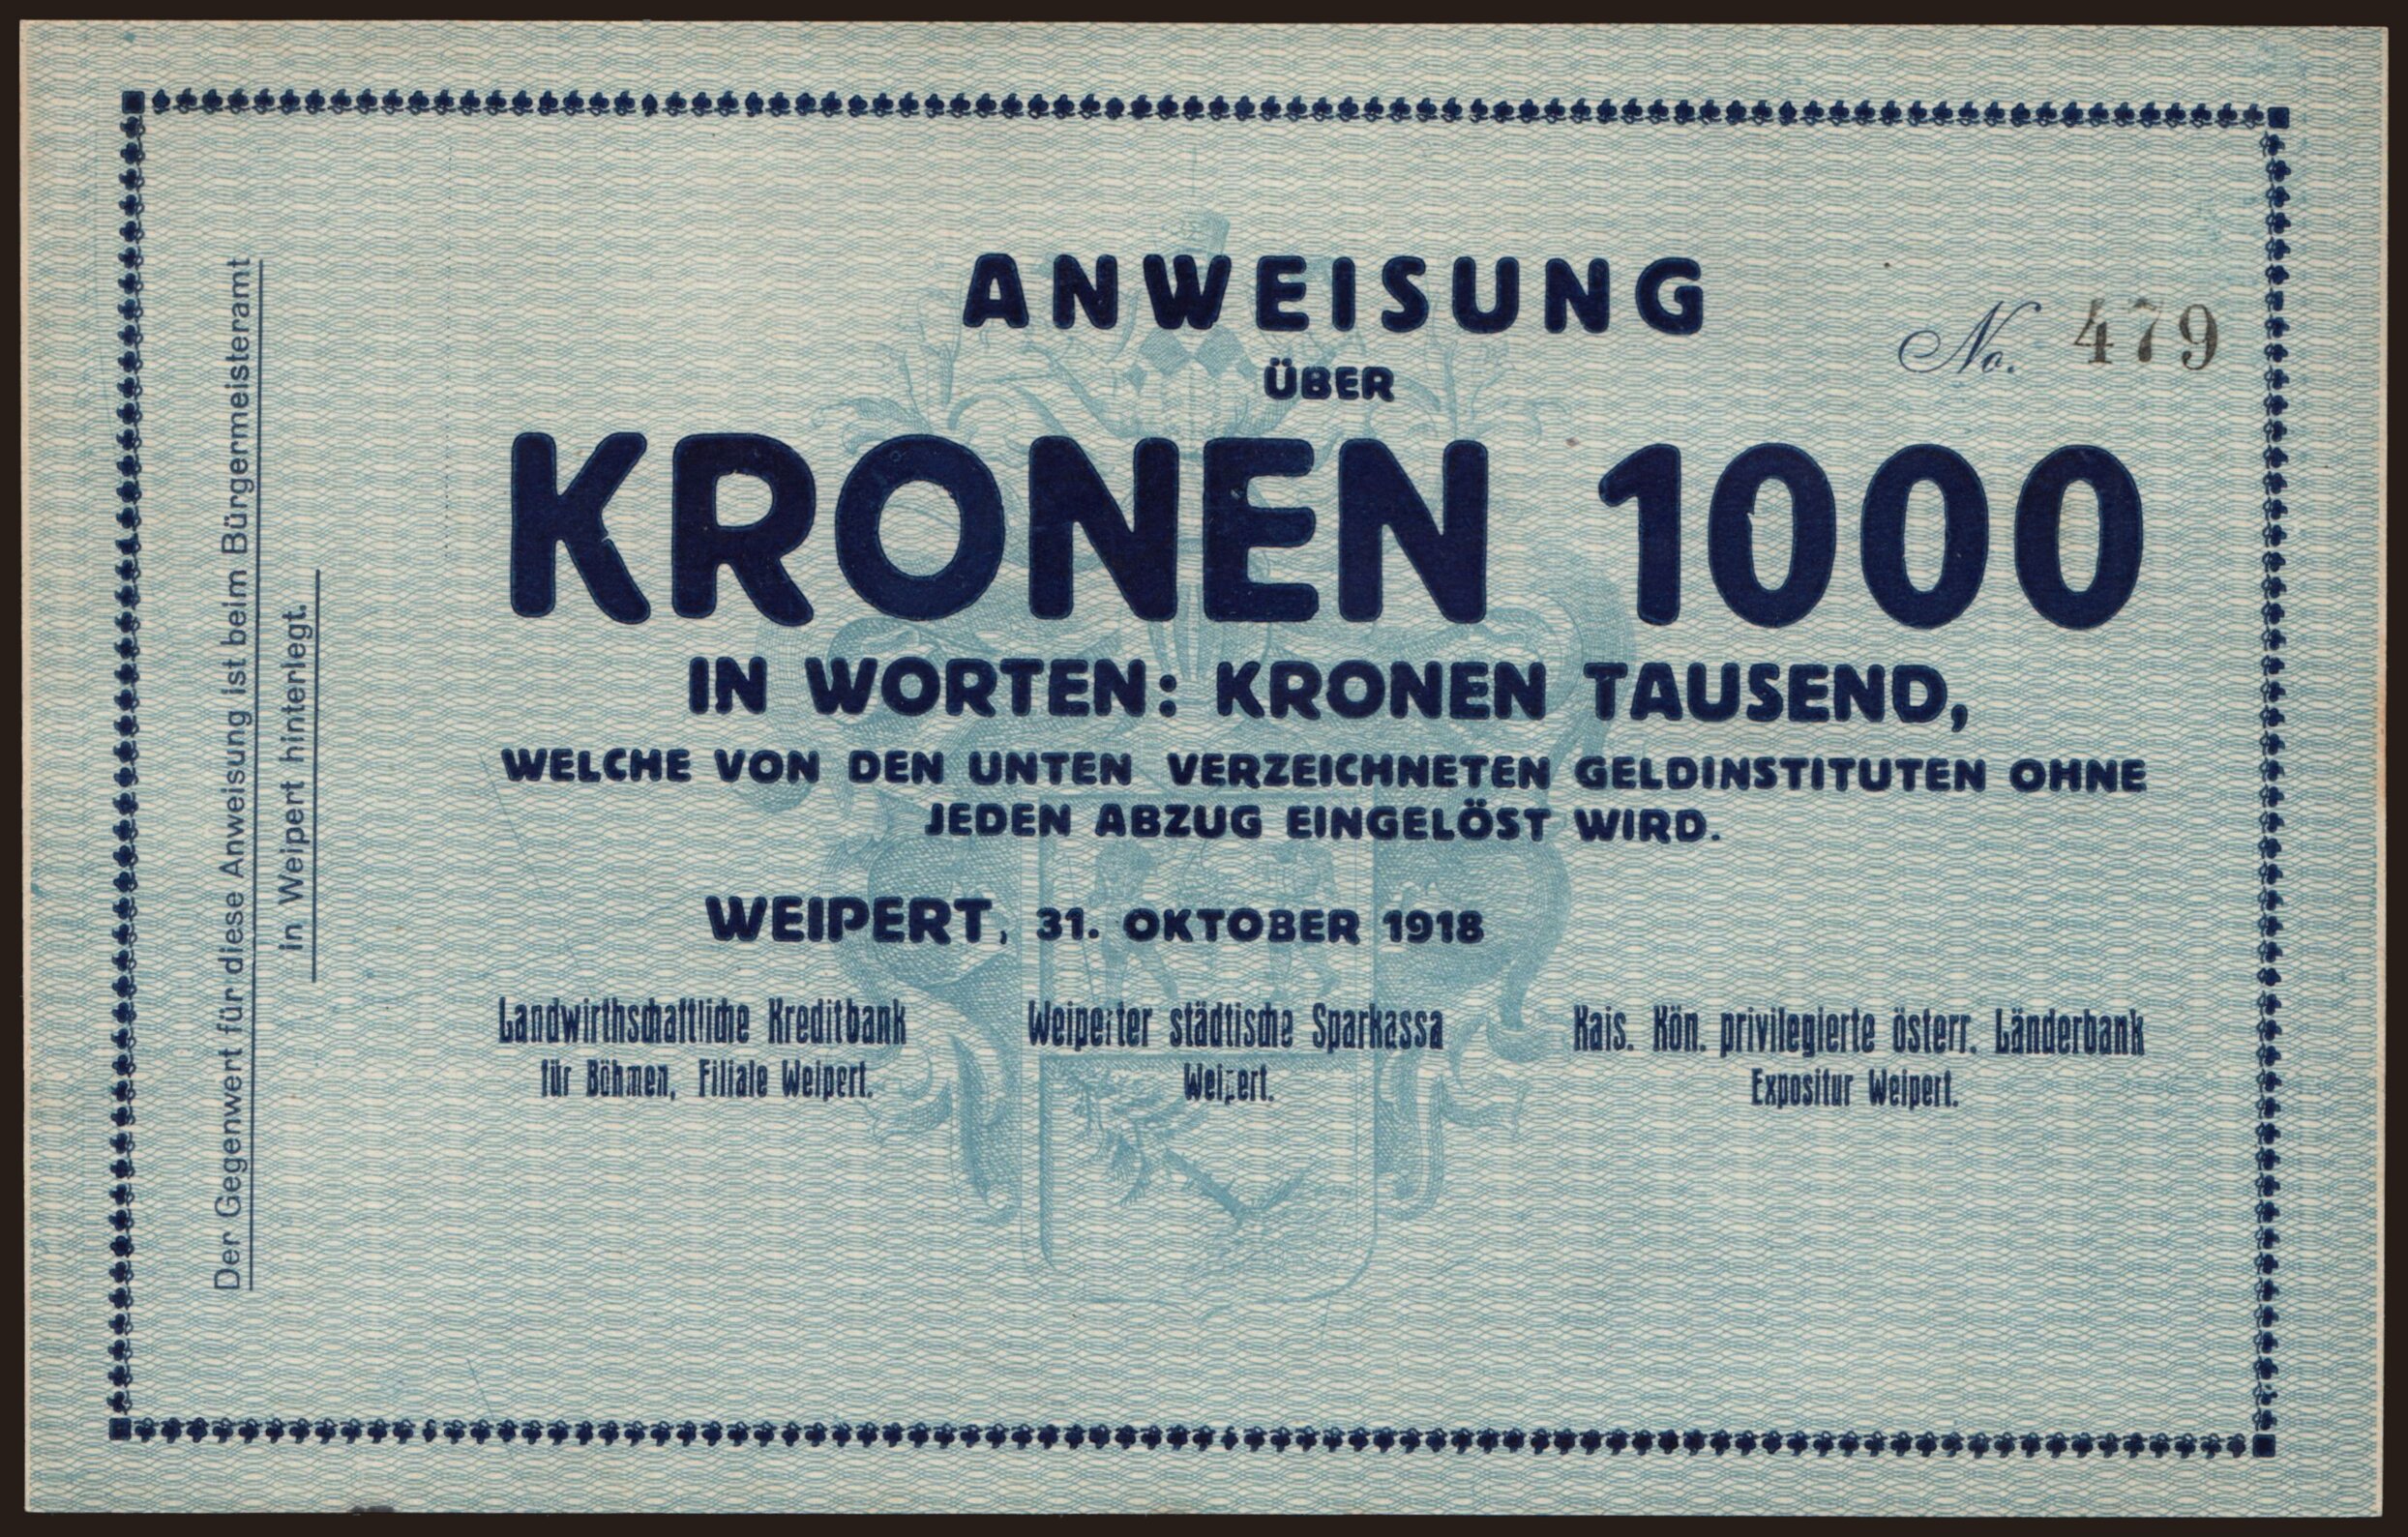 Der Gegenwert für diese Anweisung ist beim Bürgermeisteramt
in Weipert hinterlegt.
ANWEISUNG
No. 479
ÜBER
KRONEN 1000
IN WORTEN: KRONEN TAUSEND,
WELCHE VON DEN UNTEN VERZEICHNETEN GELDINSTITUTEN OHNE
JEDEN ABZUG EINGELÖST WIRD.
WEIPERT, 31. OKTOBER 1918
Landwirthschaftliche Kreditbank
für Böhmen, Filiale Weipert.
Weiperter städtische Sparkassa
Weipert.
Kais. Kön. privilegierte österr. Länderbank
Expositur Weipert.